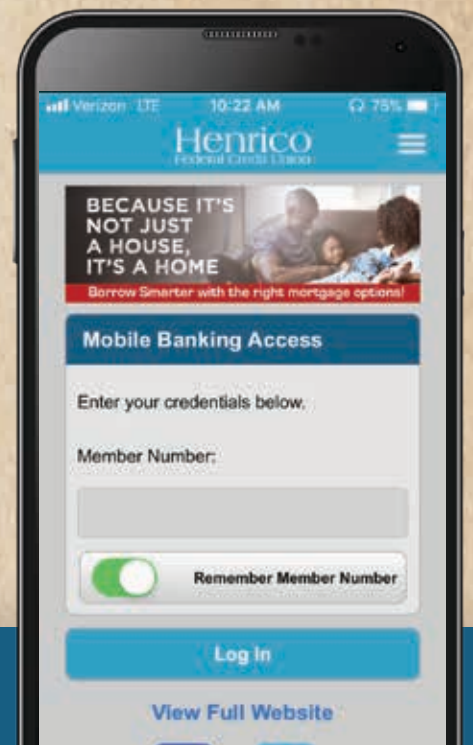 Verizon LTE 10:22 AM 75%
Henrico
Federal Credit Union
BECAUSE IT'S
NOT JUST
A HOUSE,
IT'S A HOME
Borrow Smarter with the right mortgage options!
Mobile Banking Access
Enter your credentials below.
Member Number:
Remember Member Number
Log In
View Full Website